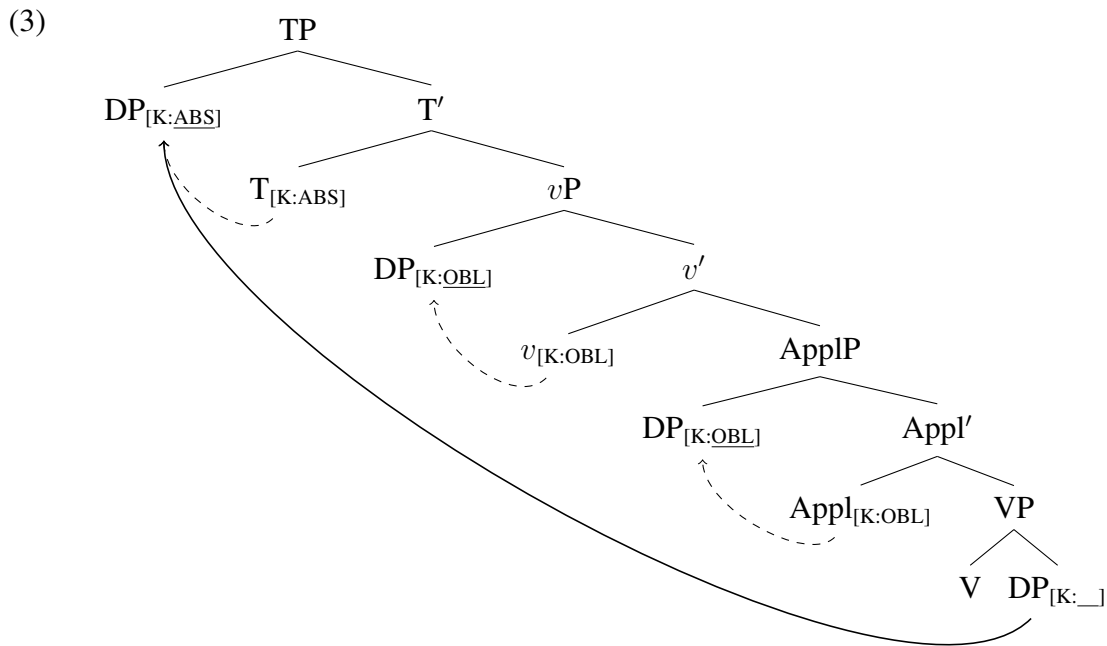 (3)
TP
DP[K:ABS] T′
T[K:ABS] vP
DP[K:OBL] v′
v[K:OBL] ApplP
DP[K:OBL] Appl′
Appl[K:OBL] VP
V DP[K:__]